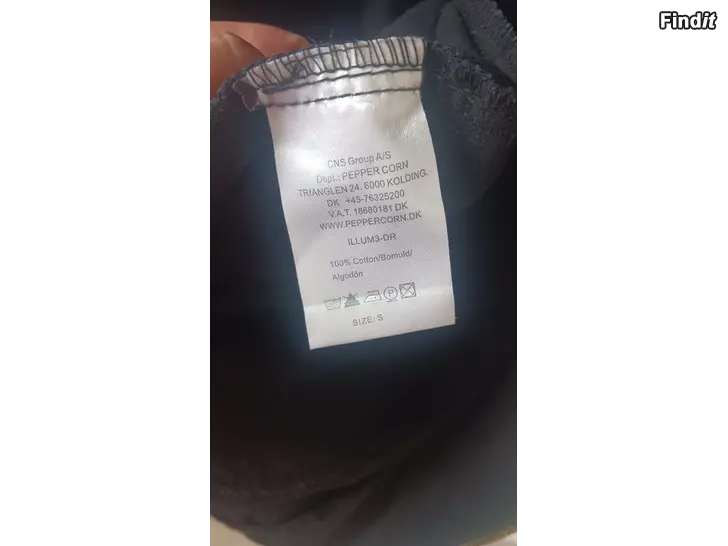 Findit
CNS Group A/S
Dept.: PEPPER CORN
TRIANGLEN 24, 6000 KOLDING,
DK +45-76325200
V.A.T. 18680181 DK
WWW.PEPPERCORN.DK
ILLUM3-DR
100% Cotton/Bomuld/
Algodón
SIZE: S